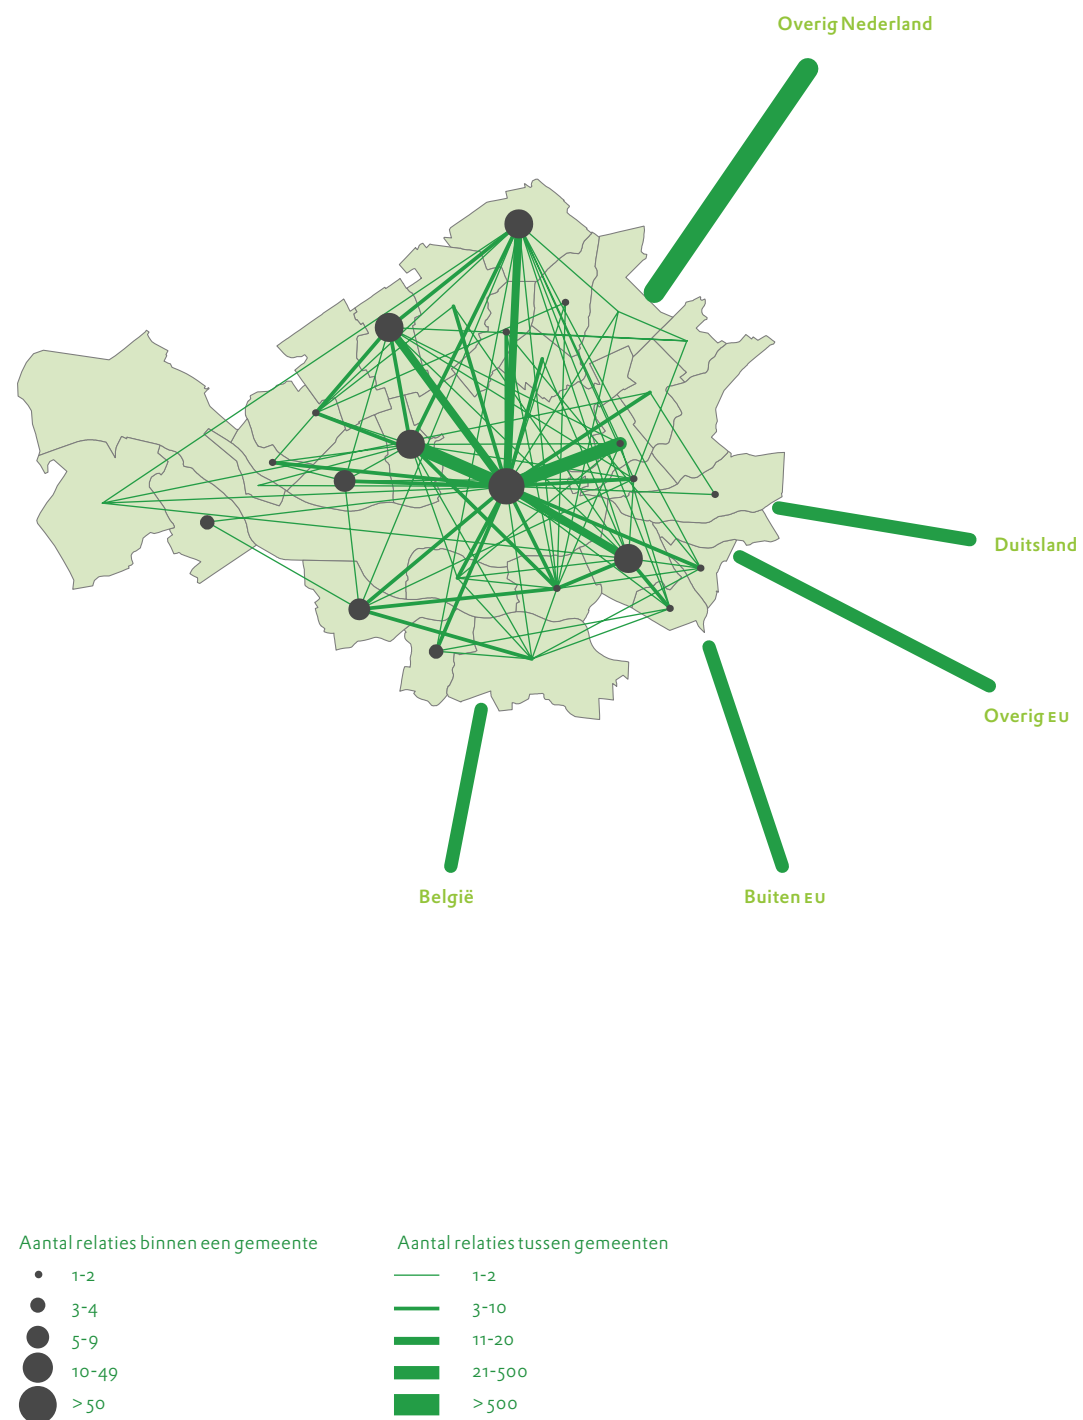 Overig Nederland
Duitsland
Overig EU
België
Buiten EU
Aantal relaties binnen een gemeente
1-2
3-4
5-9
10-49
> 50
Aantal relaties tussen gemeenten
1-2
3-10
11-20
21-500
> 500